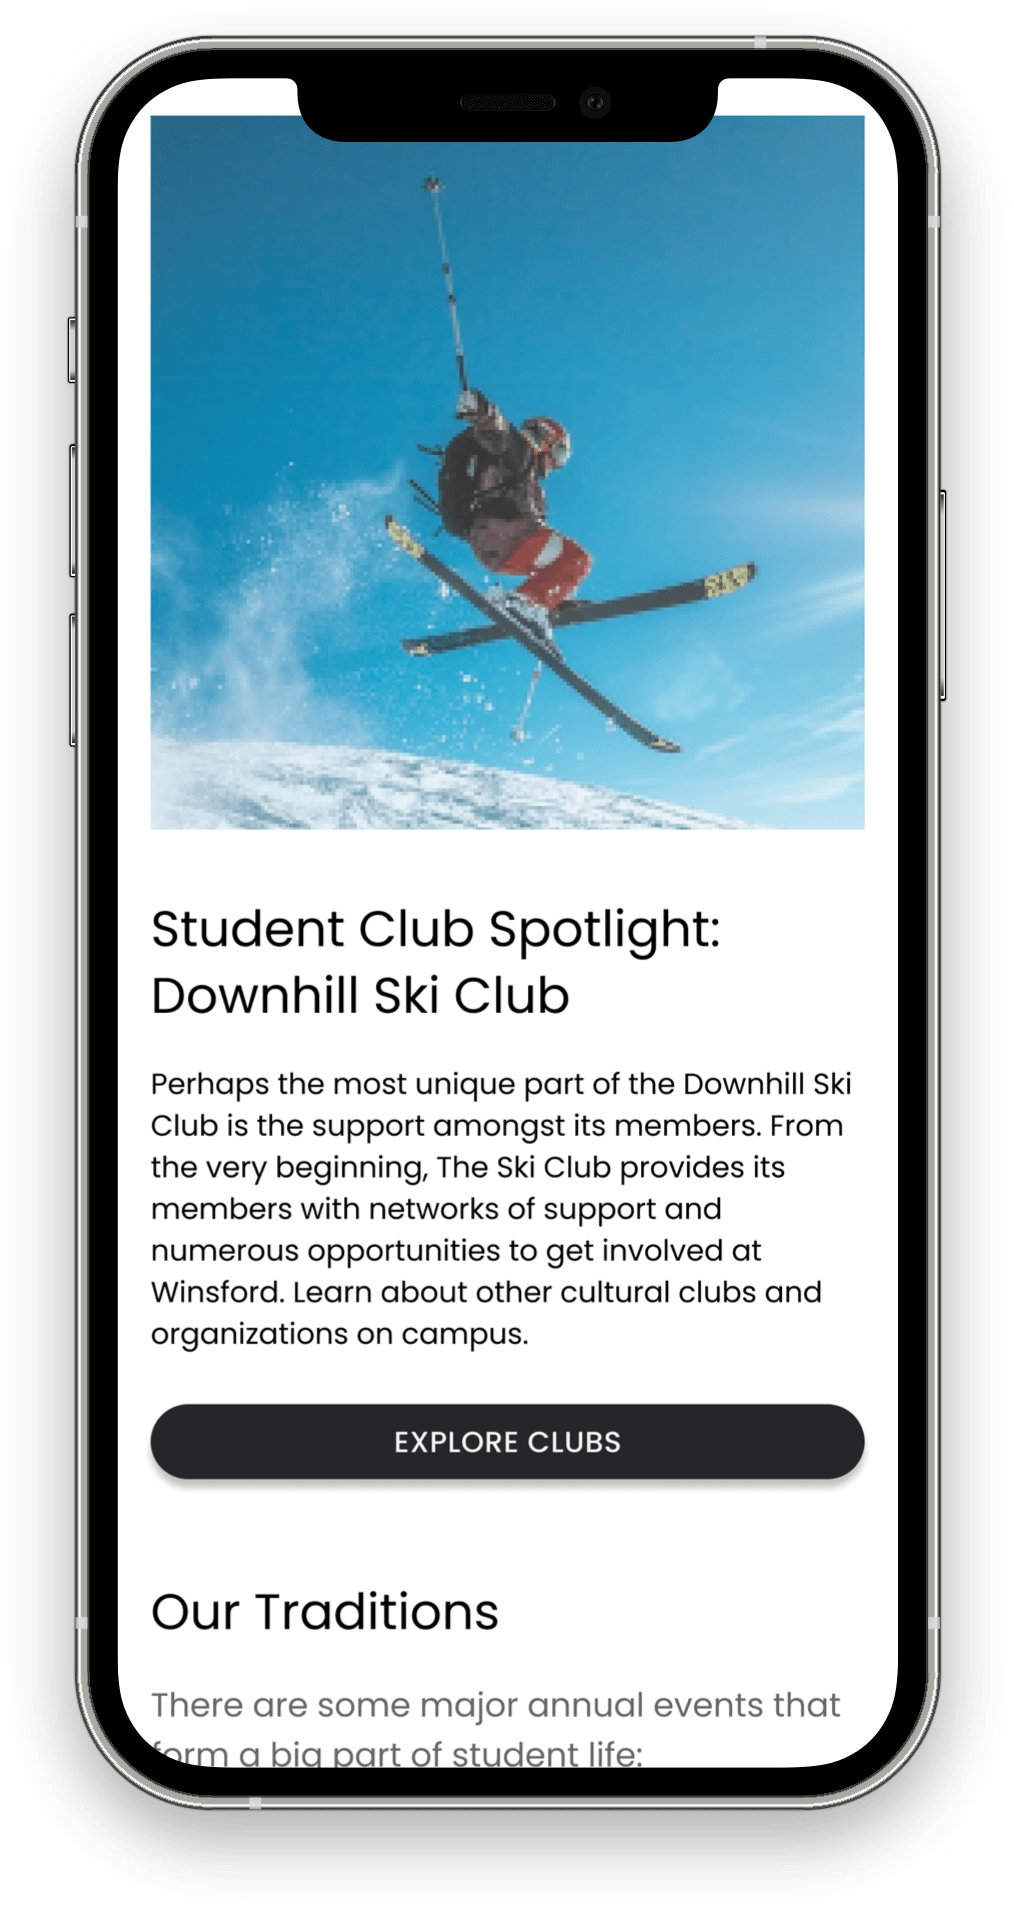 Student Club Spotlight:
Downhill Ski Club
Perhaps the most unique part of the Downhill Ski
Club is the support amongst its members. From
the very beginning, The Ski Club provides its
members with networks of support and
numerous opportunities to get involved at
Winsford. Learn about other cultural clubs and
organizations on campus.
EXPLORE CLUBS
Our Traditions
There are some major annual events that
form a big part of student life: